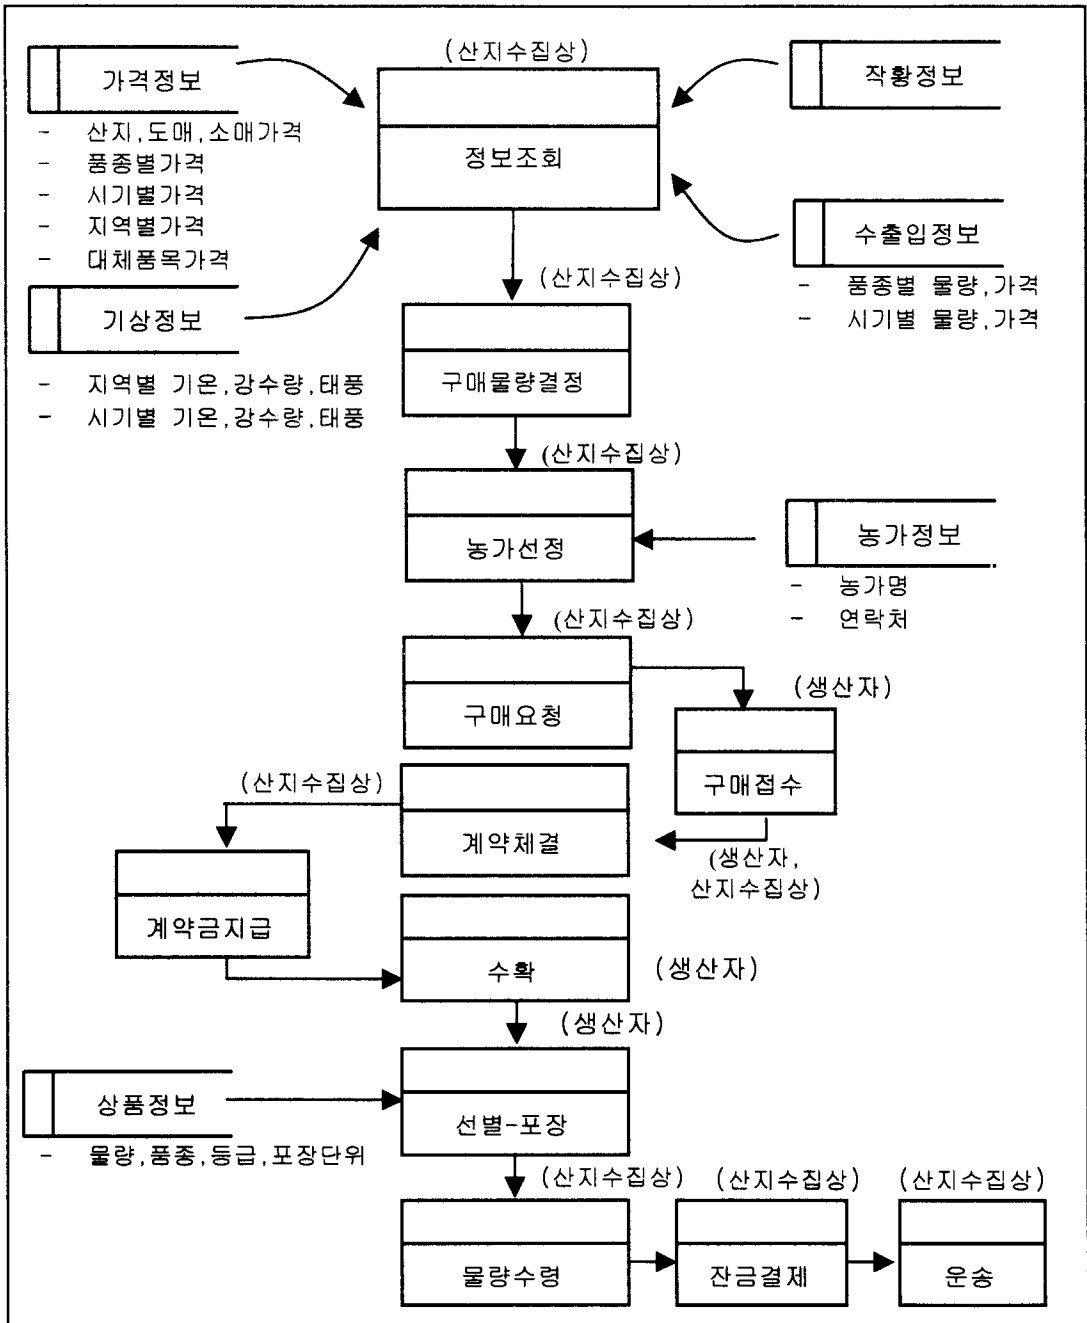 (산지수집상)
가격정보
작황정보
- 산지,도매,소매가격
- 품종별가격
- 시기별가격
- 지역별가격
- 대체품목가격
정보조회
수출입정보
- 품종별 물량,가격
- 시기별 물량,가격
기상정보
- 지역별 기온,강수량,태풍
- 시기별 기온,강수량,태풍
(산지수집상)
구매물량결정
(산지수집상)
농가선정
농가정보
- 농가명
- 연락처
(산지수집상)
구매요청
(생산자)
구매접수
(생산자,
산지수집상)
계약체결
(산지수집상)
계약금지급
수확
(생산자)
(생산자)
상품정보
- 물량,품종,등급,포장단위
선별-포장
(산지수집상)
물량수령
(산지수집상)
잔금결제
(산지수집상)
운송